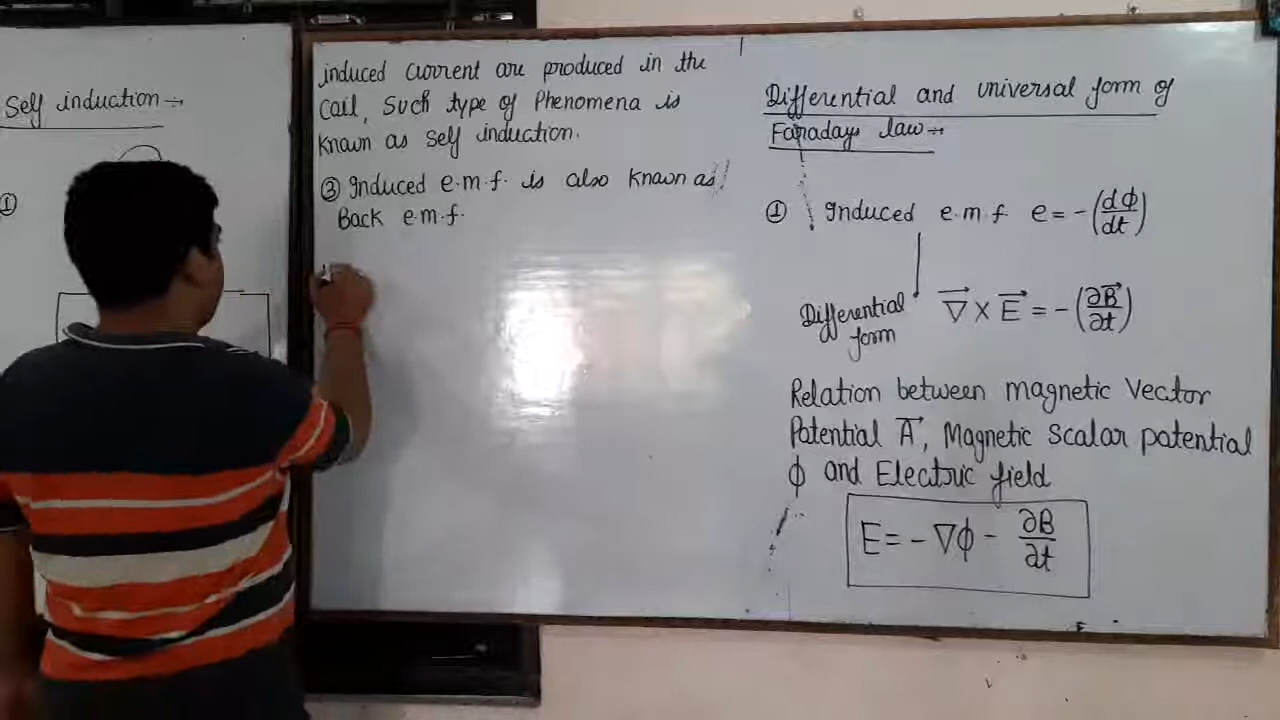 Self induction →
①
induced current are produced in the
Coil, Such type of Phenomena is
Known as Self induction.
③ Induced e.m.f. is also known as
Back e.m.f.
Differential and universal form of
Faradays law →
① Induced e.m.f e = -(dΦ/dt)
Differential form ∇⃗ × E⃗ = -(∂B⃗/∂t)
Relation between magnetic Vector
Potential A⃗, Magnetic Scalar potential
ϕ and Electric field
E = - ∇ϕ - ∂B/∂t